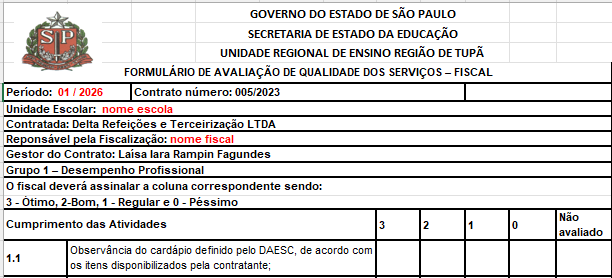 GOVERNO DO ESTADO DE SÃO PAULO
SECRETARIA DE ESTADO DA EDUCAÇÃO
UNIDADE REGIONAL DE ENSINO REGIÃO DE TUPÃ
FORMULÁRIO DE AVALIAÇÃO DE QUALIDADE DOS SERVIÇOS – FISCAL
Período: 01 / 2026 Contrato número: 005/2023
Unidade Escolar: nome escola
Contratada: Delta Refeições e Terceirização LTDA
Reponsável pela Fiscalização: nome fiscal
Gestor do Contrato: Laísa Iara Rampin Fagundes
Grupo 1 – Desempenho Profissional
O fiscal deverá assinalar a coluna correspondente sendo:
3 - Ótimo, 2-Bom, 1 - Regular e 0 - Péssimo
Cumprimento das Atividades 3 2 1 0 Não avaliado
1.1 Observância do cardápio definido pelo DAESC, de acordo com
os itens disponibilizados pela contratante;